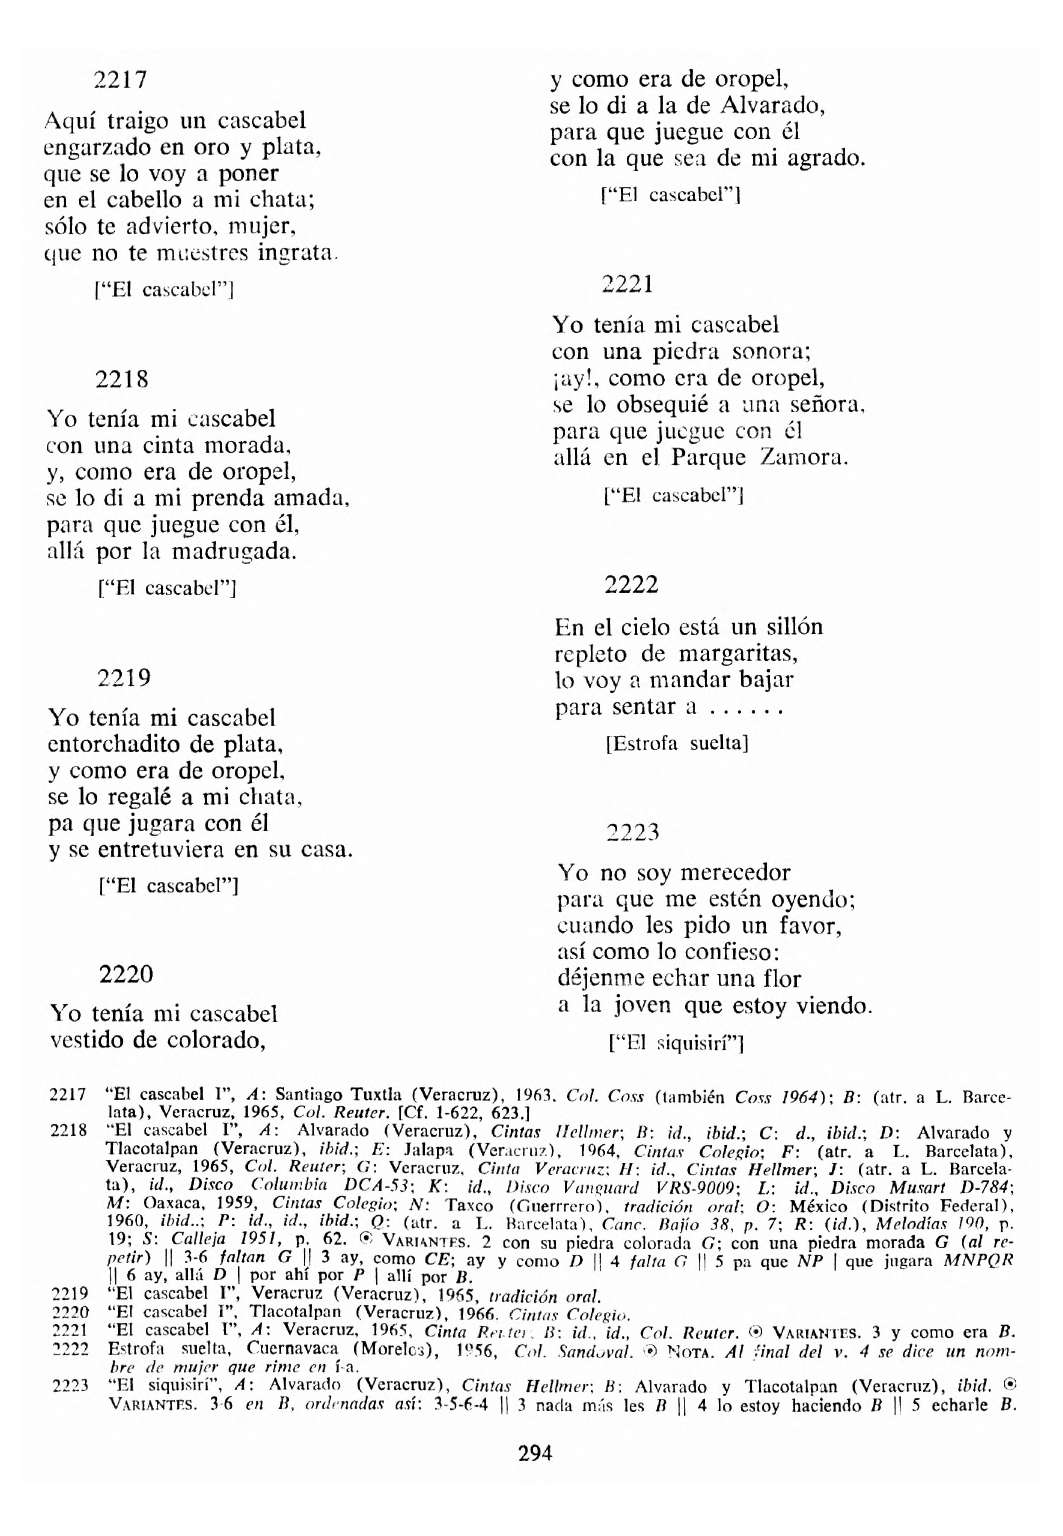 2217
Aquí traigo un cascabel
engarzado en oro y plata,
que se lo voy a poner
en el cabello a mi chata;
sólo te advierto, mujer,
que no te muestres ingrata.
[“El cascabel”]
2218
Yo tenía mi cascabel
con una cinta morada,
y, como era de oropel,
se lo di a mi prenda amada,
para que juegue con él,
allá por la madrugada.
[“El cascabel”]
2219
Yo tenía mi cascabel
entorchadito de plata,
y como era de oropel,
se lo regalé a mi chata,
pa que jugara con él
y se entretuviera en su casa.
[“El cascabel”]
2220
Yo tenía mi cascabel
vestido de colorado,
y como era de oropel,
se lo di a la de Alvarado,
para que juegue con él
con la que sea de mi agrado.
[“El cascabel”]
2221
Yo tenía mi cascabel
con una piedra sonora;
¡ay!, como era de oropel,
se lo obsequié a una señora,
para que juegue con él
allá en el Parque Zamora.
[“El cascabel”]
2222
En el cielo está un sillón
repleto de margaritas,
lo voy a mandar bajar
para sentar a . . . . . .
[Estrofa suelta]
2223
Yo no soy merecedor
para que me estén oyendo;
cuando les pido un favor,
así como lo confieso:
déjenme echar una flor
a la joven que estoy viendo.
[“El siquisirí”]
2217 “El cascabel I”, A: Santiago Tuxtla (Veracruz), 1963. Col. Coss (también Coss 1964); B: (atr. a L. Barce-
lata), Veracruz, 1965, Col. Reuter. [Cf. 1-622, 623.]
2218 “El cascabel I”, A: Alvarado (Veracruz), Cintas Hellmer; B: id., ibid.; C: d., ibid.; D: Alvarado y
Tlacotalpan (Veracruz), ibid.; E: Jalapa (Veracruz), 1964, Cintas Colegio; F: (atr. a L. Barcelata),
Veracruz, 1965, Col. Reuter; G: Veracruz, Cinta Veracruz; H: id., Cintas Hellmer; J: (atr. a L. Barcela-
ta), id., Disco Columbia DCA-53; K: id., Disco Vanguard VRS-9009; L: id., Disco Musart D-784;
M: Oaxaca, 1959, Cintas Colegio; N: Taxco (Guerrrero), tradición oral; O: México (Distrito Federal),
1960, ibid..; P: id., id., ibid.; Q: (atr. a L. Barcelata), Canc. Bajío 38, p. 7; R: (id.), Melodías 190, p.
19; S: Calleja 1951, p. 62. ⊙ VARIANTES. 2 con su piedra colorada G; con una piedra morada G (al re-
petir) || 3-6 faltan G || 3 ay, como CE; ay y como D || 4 falta G || 5 pa que NP | que jugara MNPQR
|| 6 ay, allá D | por ahí por P | allí por B.
2219 “El cascabel I”, Veracruz (Veracruz), 1965, tradición oral.
2220 “El cascabel I”, Tlacotalpan (Veracruz), 1966. Cintas Colegio.
2221 “El cascabel I”, A: Veracruz, 1965, Cinta Reuter. B: id., id., Col. Reuter. ⊙ VARIANTES. 3 y como era B.
2222 Estrofa suelta, Cuernavaca (Morelos), 1956, Col. Sandoval. ⊙ NOTA. Al final del v. 4 se dice un nom-
bre de mujer que rime en í-a.
2223 “El siquisirí”, A: Alvarado (Veracruz), Cintas Hellmer; B: Alvarado y Tlacotalpan (Veracruz), ibid. ⊙
VARIANTES. 3-6 en B, ordenadas así: 3-5-6-4 || 3 nada más les B || 4 lo estoy haciendo B || 5 echarle B.
294